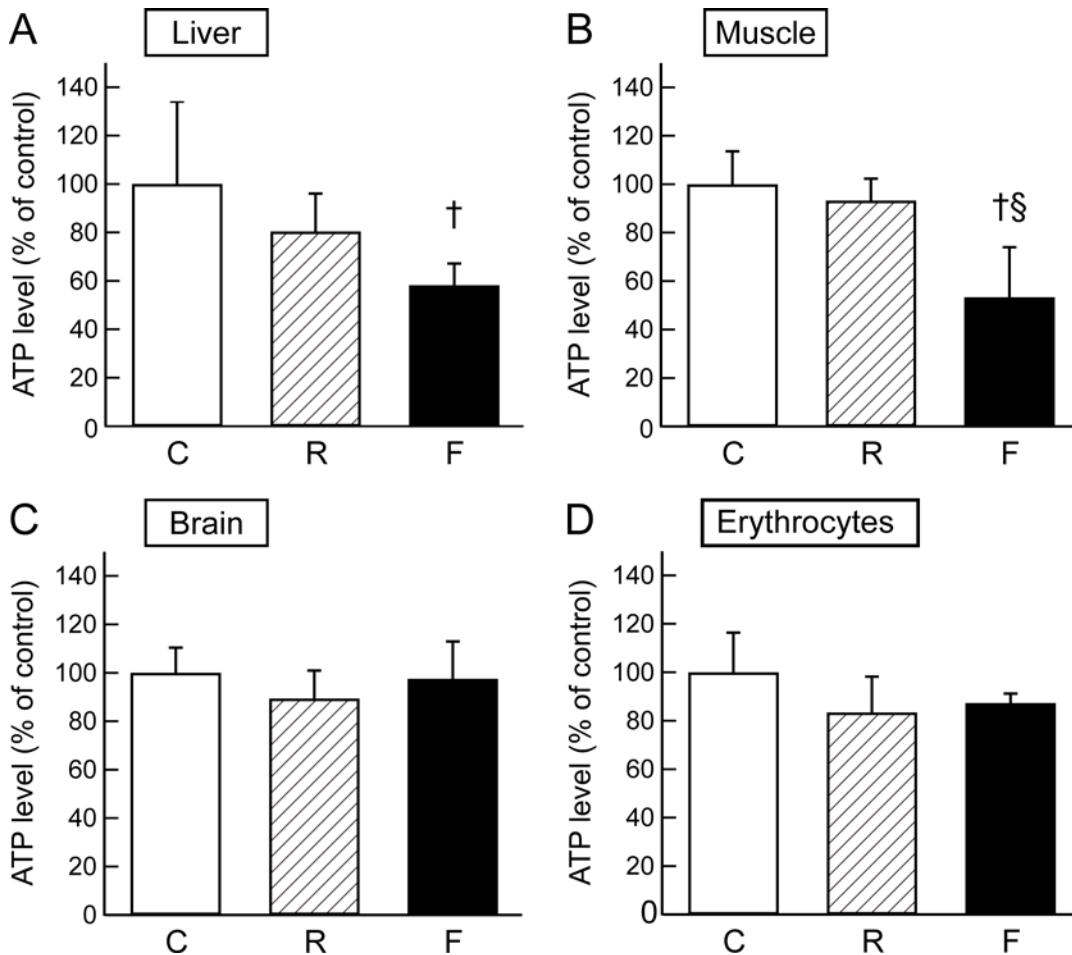 A Liver
ATP level (% of control)
140
120
100
80
60
40
20
0
†
C R F
B Muscle
ATP level (% of control)
140
120
100
80
60
40
20
0
†§
C R F
C Brain
ATP level (% of control)
140
120
100
80
60
40
20
0
C R F
D Erythrocytes
ATP level (% of control)
140
120
100
80
60
40
20
0
C R F